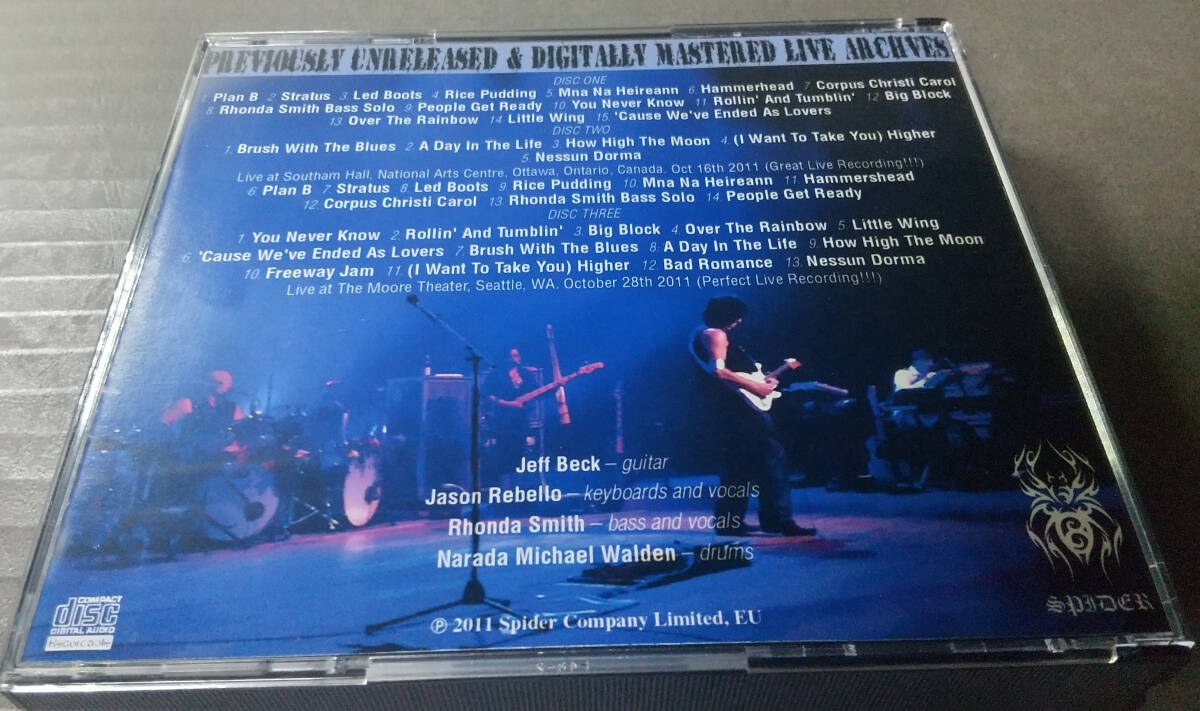 PREVIOUSLY UNRELEASED & DIGITALLY MASTERED LIVE ARCHVES
DISC ONE
1. Plan B 2. Stratus 3. Led Boots 4. Rice Pudding 5. Mna Na Heireann 6. Hammerhead 7. Corpus Christi Carol
8. Rhonda Smith Bass Solo 9. People Get Ready 10. You Never Know 11. Rollin' And Tumblin' 12. Big Block
13. Over The Rainbow 14. Little Wing 15. 'Cause We've Ended As Lovers
DISC TWO
1. Brush With The Blues 2. A Day In The Life 3. How High The Moon 4. (I Want To Take You) Higher
5. Nessun Dorma
Live at Southam Hall, National Arts Centre, Ottawa, Ontario, Canada. Oct 16th 2011 (Great Live Recording!!!)
6. Plan B 7. Stratus 8. Led Boots 9. Rice Pudding 10. Mna Na Heireann 11. Hammershead
12. Corpus Christi Carol 13. Rhonda Smith Bass Solo 14. People Get Ready
DISC THREE
1. You Never Know 2. Rollin' And Tumblin' 3. Big Block 4. Over The Rainbow 5. Little Wing
6. 'Cause We've Ended As Lovers 7. Brush With The Blues 8. A Day In The Life 9. How High The Moon
10. Freeway Jam 11. (I Want To Take You) Higher 12. Bad Romance 13. Nessun Dorma
Live at The Moore Theater, Seattle, WA. October 28th 2011 (Perfect Live Recording!!!)
Jeff Beck – guitar
Jason Rebello – keyboards and vocals
Rhonda Smith – bass and vocals
Narada Michael Walden – drums
℗ 2011 Spider Company Limited, EU
COMPACT
disc
DIGITAL AUDIO
Recordable
SPIDER